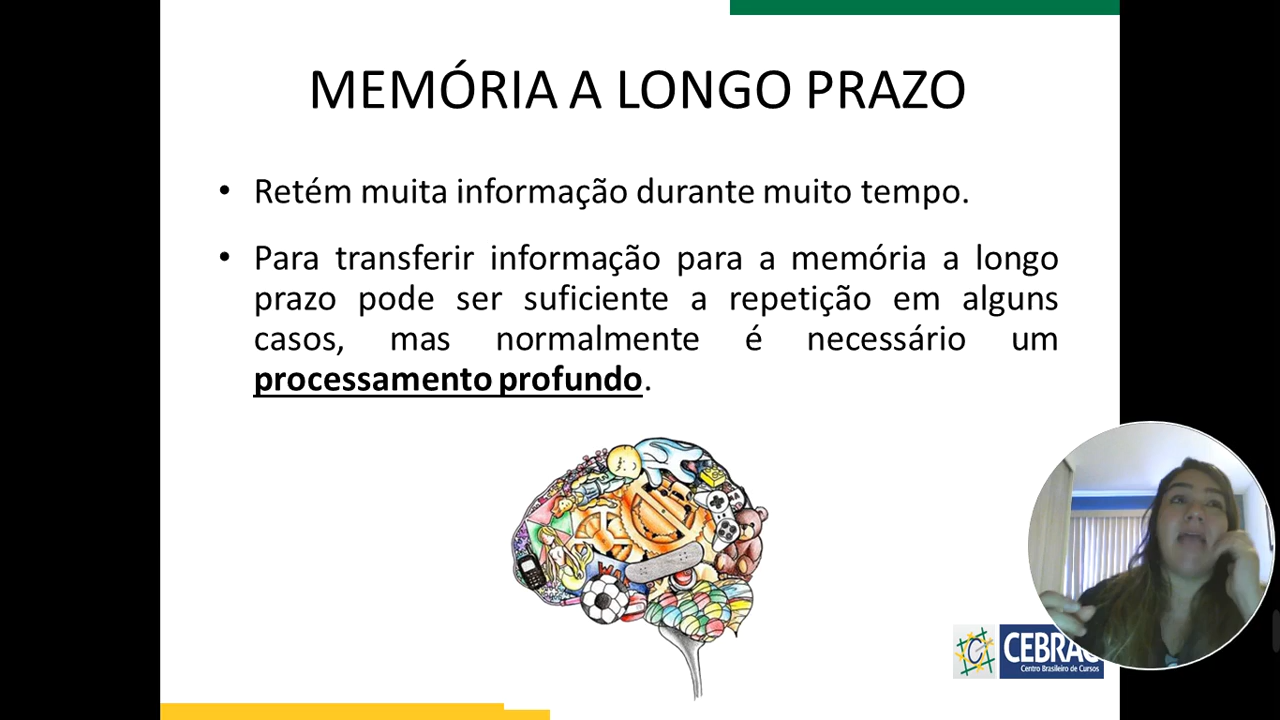 MEMÓRIA A LONGO PRAZO
• Retém muita informação durante muito tempo.
• Para transferir informação para a memória a longo
prazo pode ser suficiente a repetição em alguns
casos, mas normalmente é necessário um
processamento profundo.
CEBRAC
Centro Brasileiro de Cursos